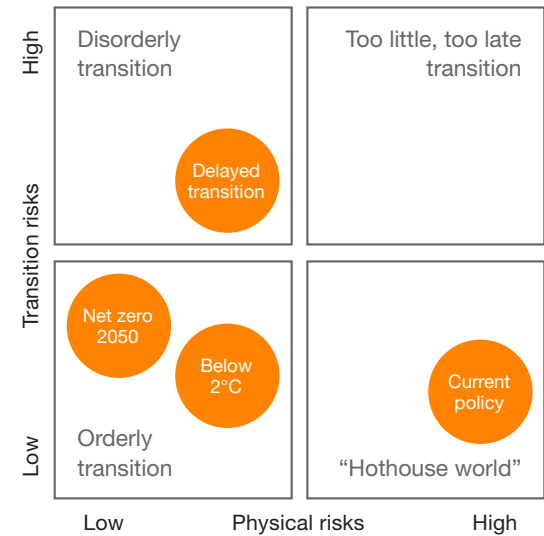 High
Transition risks
Low
Disorderly
transition
Too little, too late
transition
Delayed
transition
Net zero
2050
Below
2°C
Orderly
transition
Current
policy
“Hothouse world”
Low
Physical risks
High